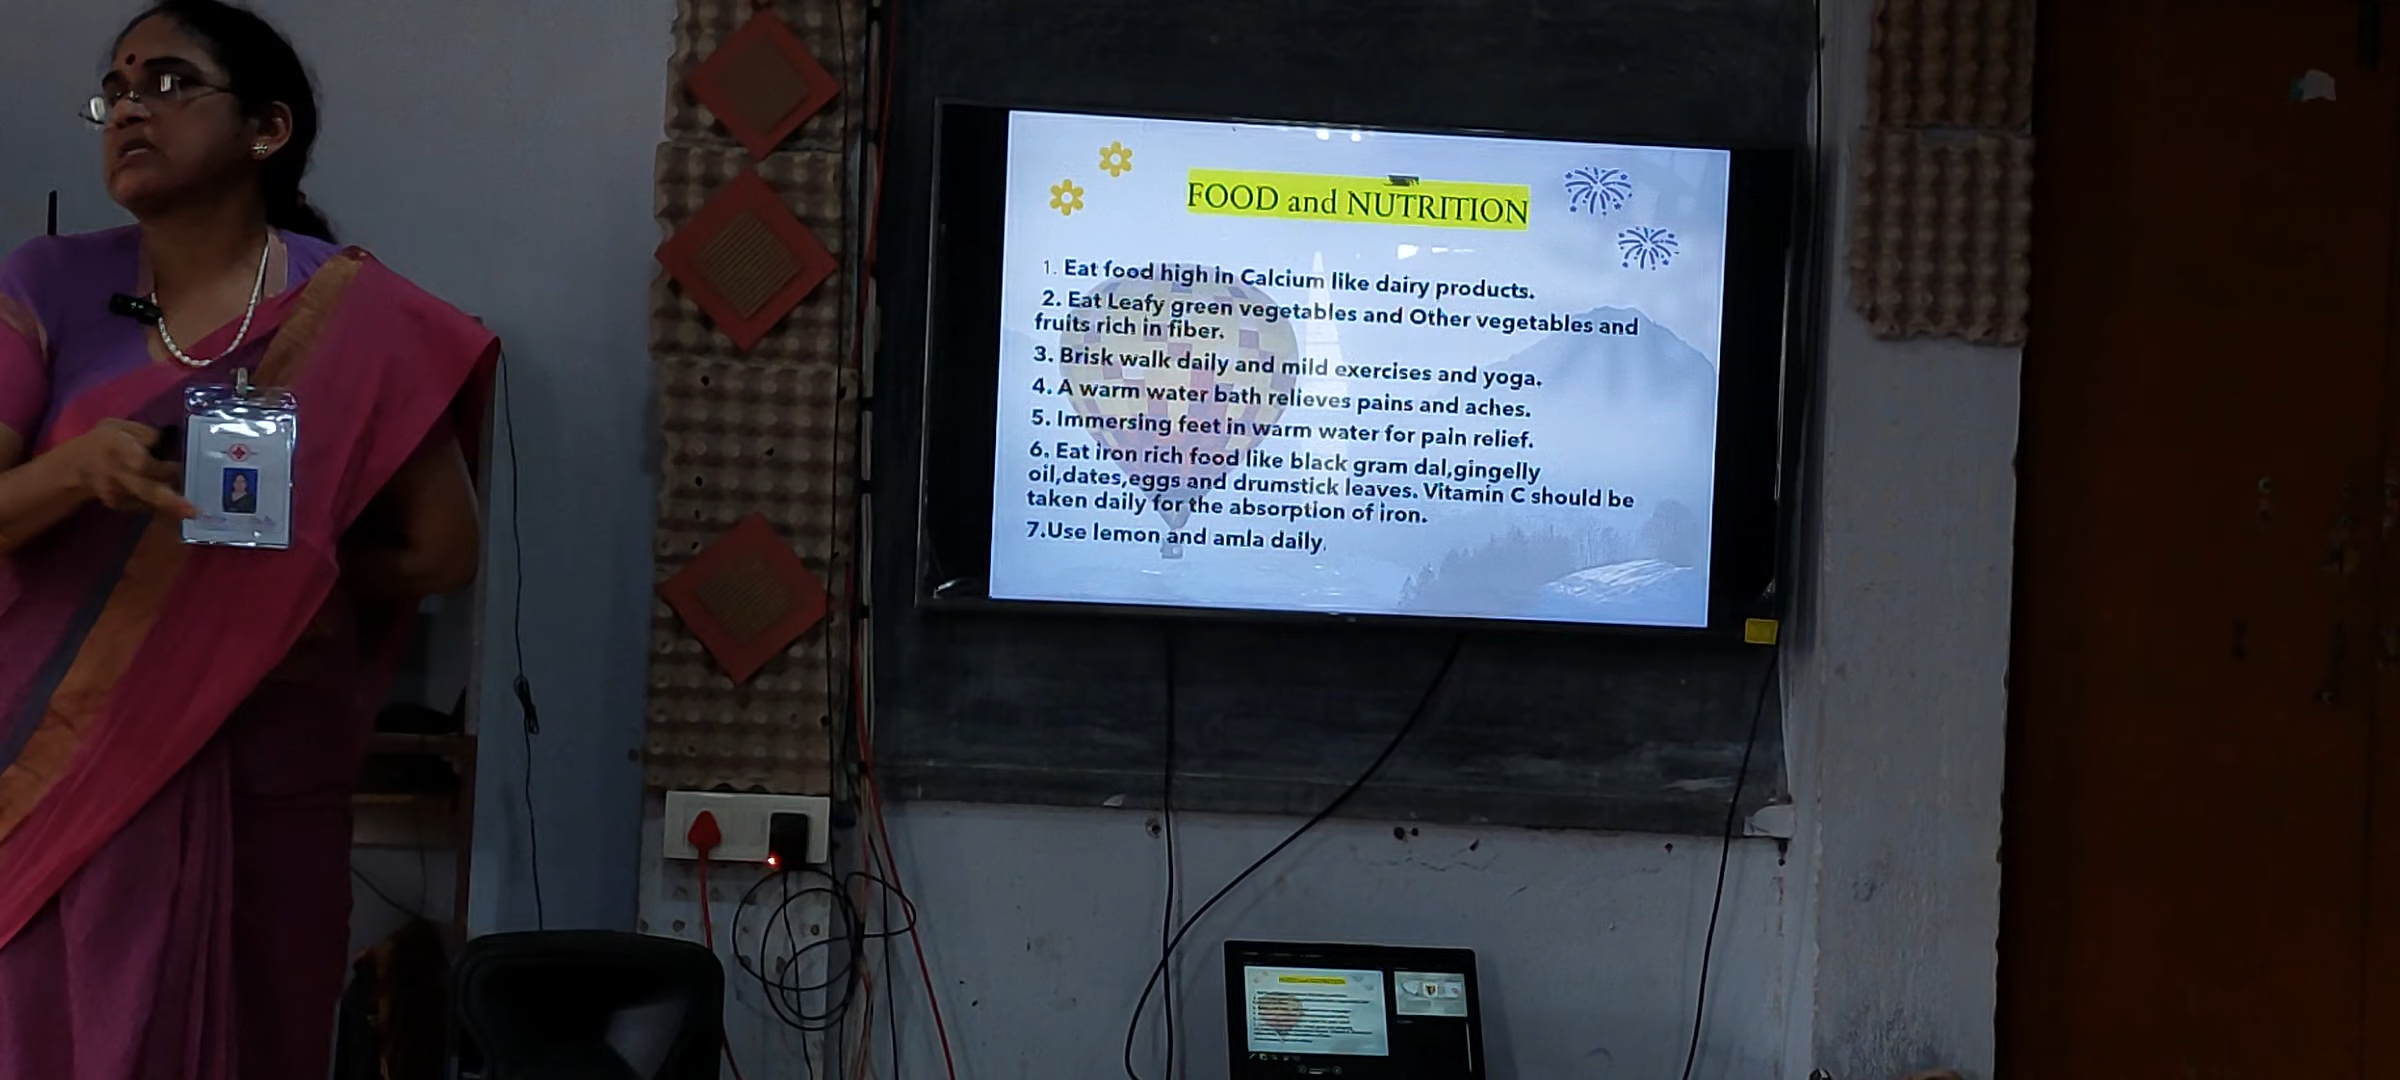 FOOD and NUTRITION
1. Eat food high in Calcium like dairy products.
2. Eat Leafy green vegetables and Other vegetables and
fruits rich in fiber.
3. Brisk walk daily and mild exercises and yoga.
4. A warm water bath relieves pains and aches.
5. Immersing feet in warm water for pain relief.
6. Eat iron rich food like black gram dal,gingelly
oil,dates,eggs and drumstick leaves. Vitamin C should be
taken daily for the absorption of iron.
7.Use lemon and amla daily.